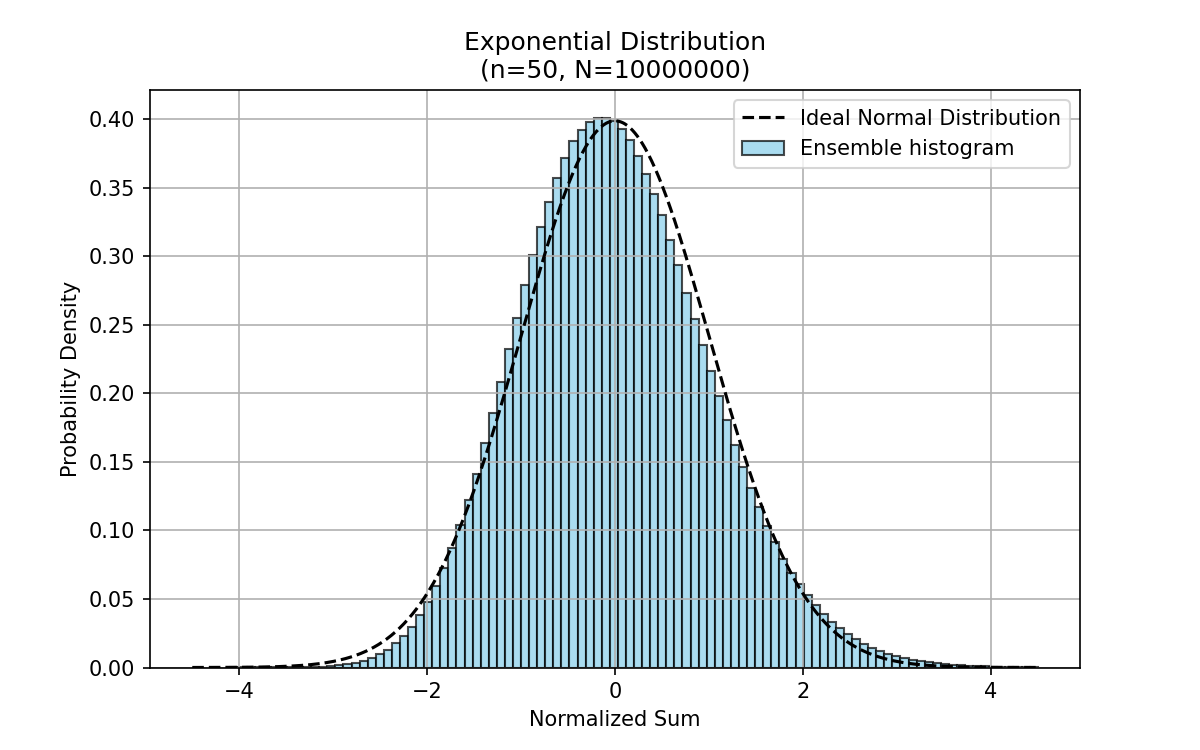 Exponential Distribution
(n=50, N=10000000)
Ideal Normal Distribution
Ensemble histogram
Probability Density
0.40
0.35
0.30
0.25
0.20
0.15
0.10
0.05
0.00
−4
−2
0
2
4
Normalized Sum